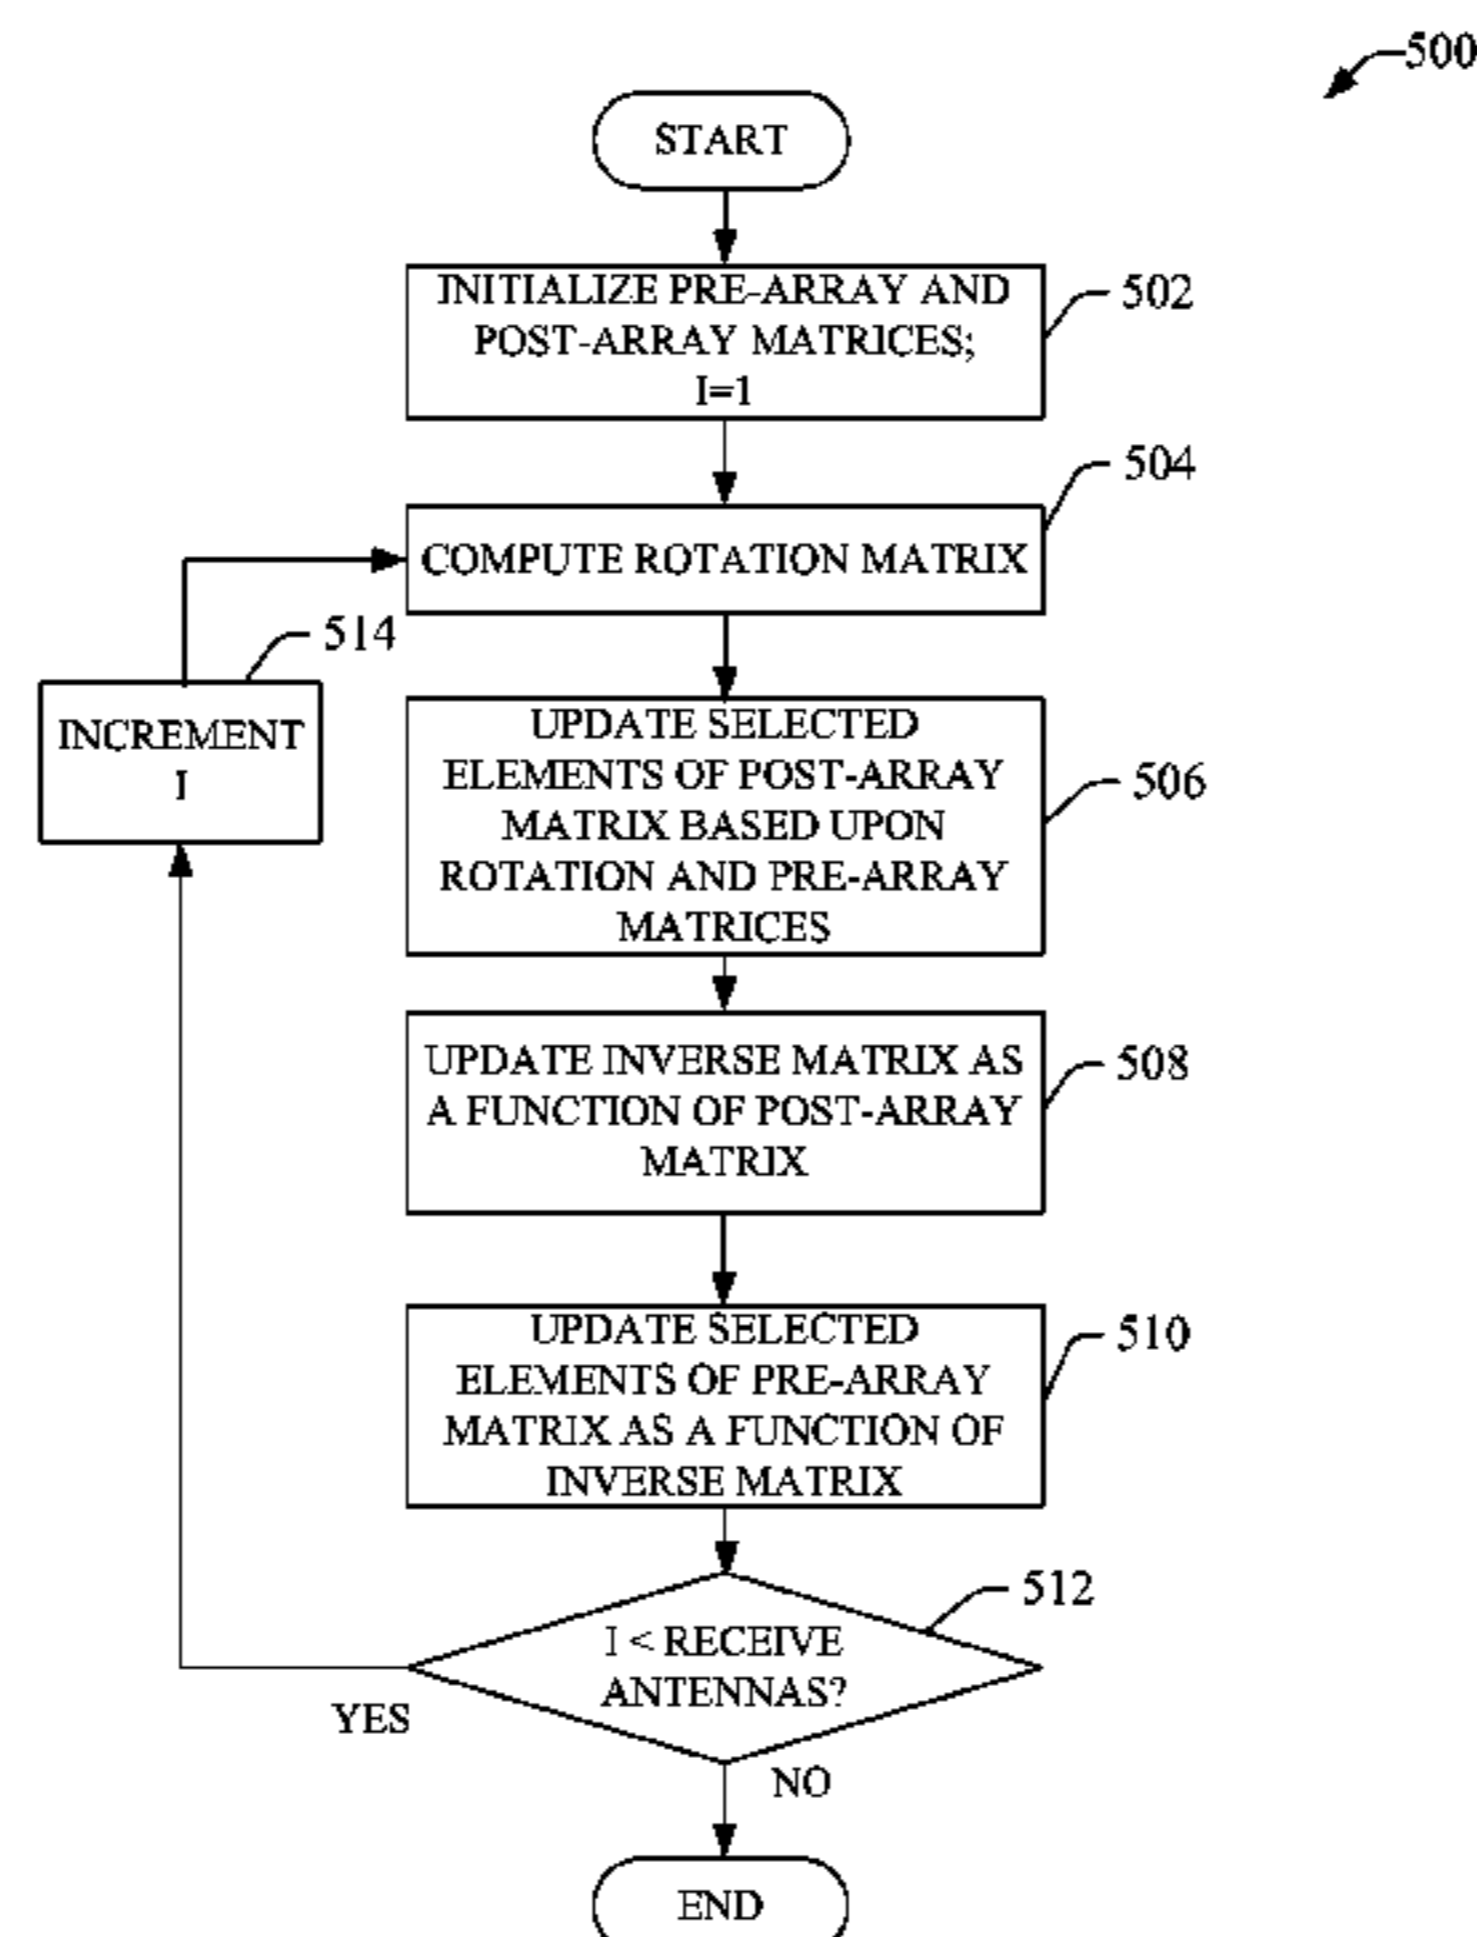 500
START
INITIALIZE PRE-ARRAY AND
POST-ARRAY MATRICES;
I=1
502
504
COMPUTE ROTATION MATRIX
514
INCREMENT
I
UPDATE SELECTED
ELEMENTS OF POST-ARRAY
MATRIX BASED UPON
ROTATION AND PRE-ARRAY
MATRICES
506
UPDATE INVERSE MATRIX AS
A FUNCTION OF POST-ARRAY
MATRIX
508
UPDATE SELECTED
ELEMENTS OF PRE-ARRAY
MATRIX AS A FUNCTION OF
INVERSE MATRIX
510
512
I < RECEIVE
ANTENNAS?
YES
NO
END